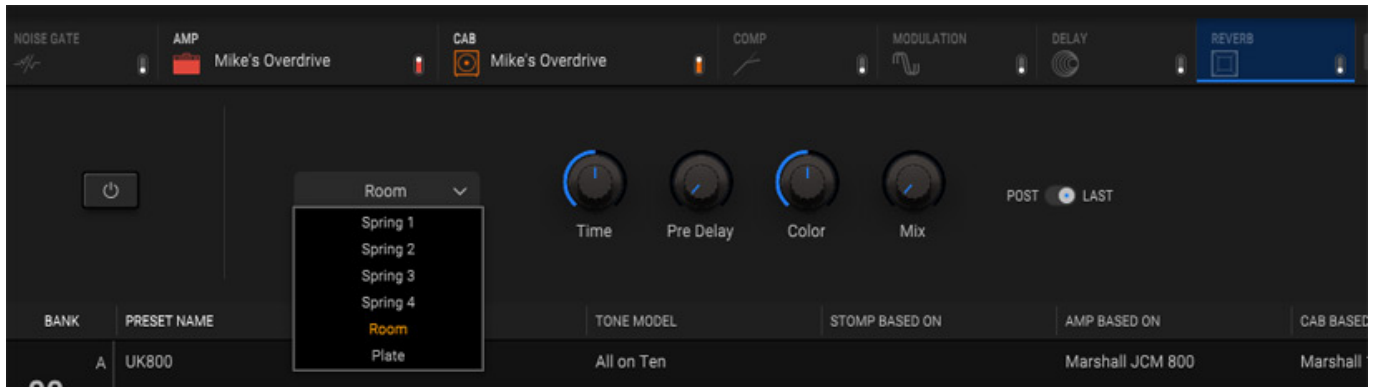 NOISE GATE
AMP
Mike's Overdrive
CAB
Mike's Overdrive
COMP
MODULATION
DELAY
REVERB
Room
Spring 1
Spring 2
Spring 3
Spring 4
Room
Plate
Time
Pre Delay
Color
Mix
POST
LAST
BANK
PRESET NAME
TONE MODEL
STOMP BASED ON
AMP BASED ON
CAB BASED
A
UK800
All on Ten
Marshall JCM 800
Marshall